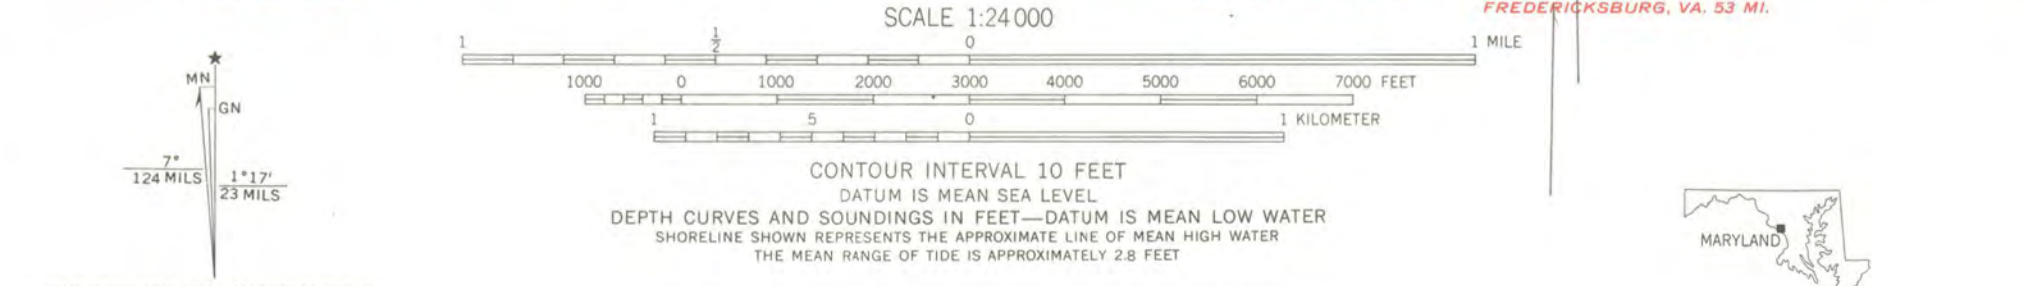 SCALE 1:24 000
FREDERICKSBURG, VA. 53 MI.
1 1/2 0 1 MILE
1000 0 1000 2000 3000 4000 5000 6000 7000 FEET
1 5 0 1 KILOMETER
MN
GN
7°
124 MILS
1°17'
23 MILS
CONTOUR INTERVAL 10 FEET
DATUM IS MEAN SEA LEVEL
DEPTH CURVES AND SOUNDINGS IN FEET—DATUM IS MEAN LOW WATER
SHORELINE SHOWN REPRESENTS THE APPROXIMATE LINE OF MEAN HIGH WATER
THE MEAN RANGE OF TIDE IS APPROXIMATELY 2.8 FEET
MARYLAND